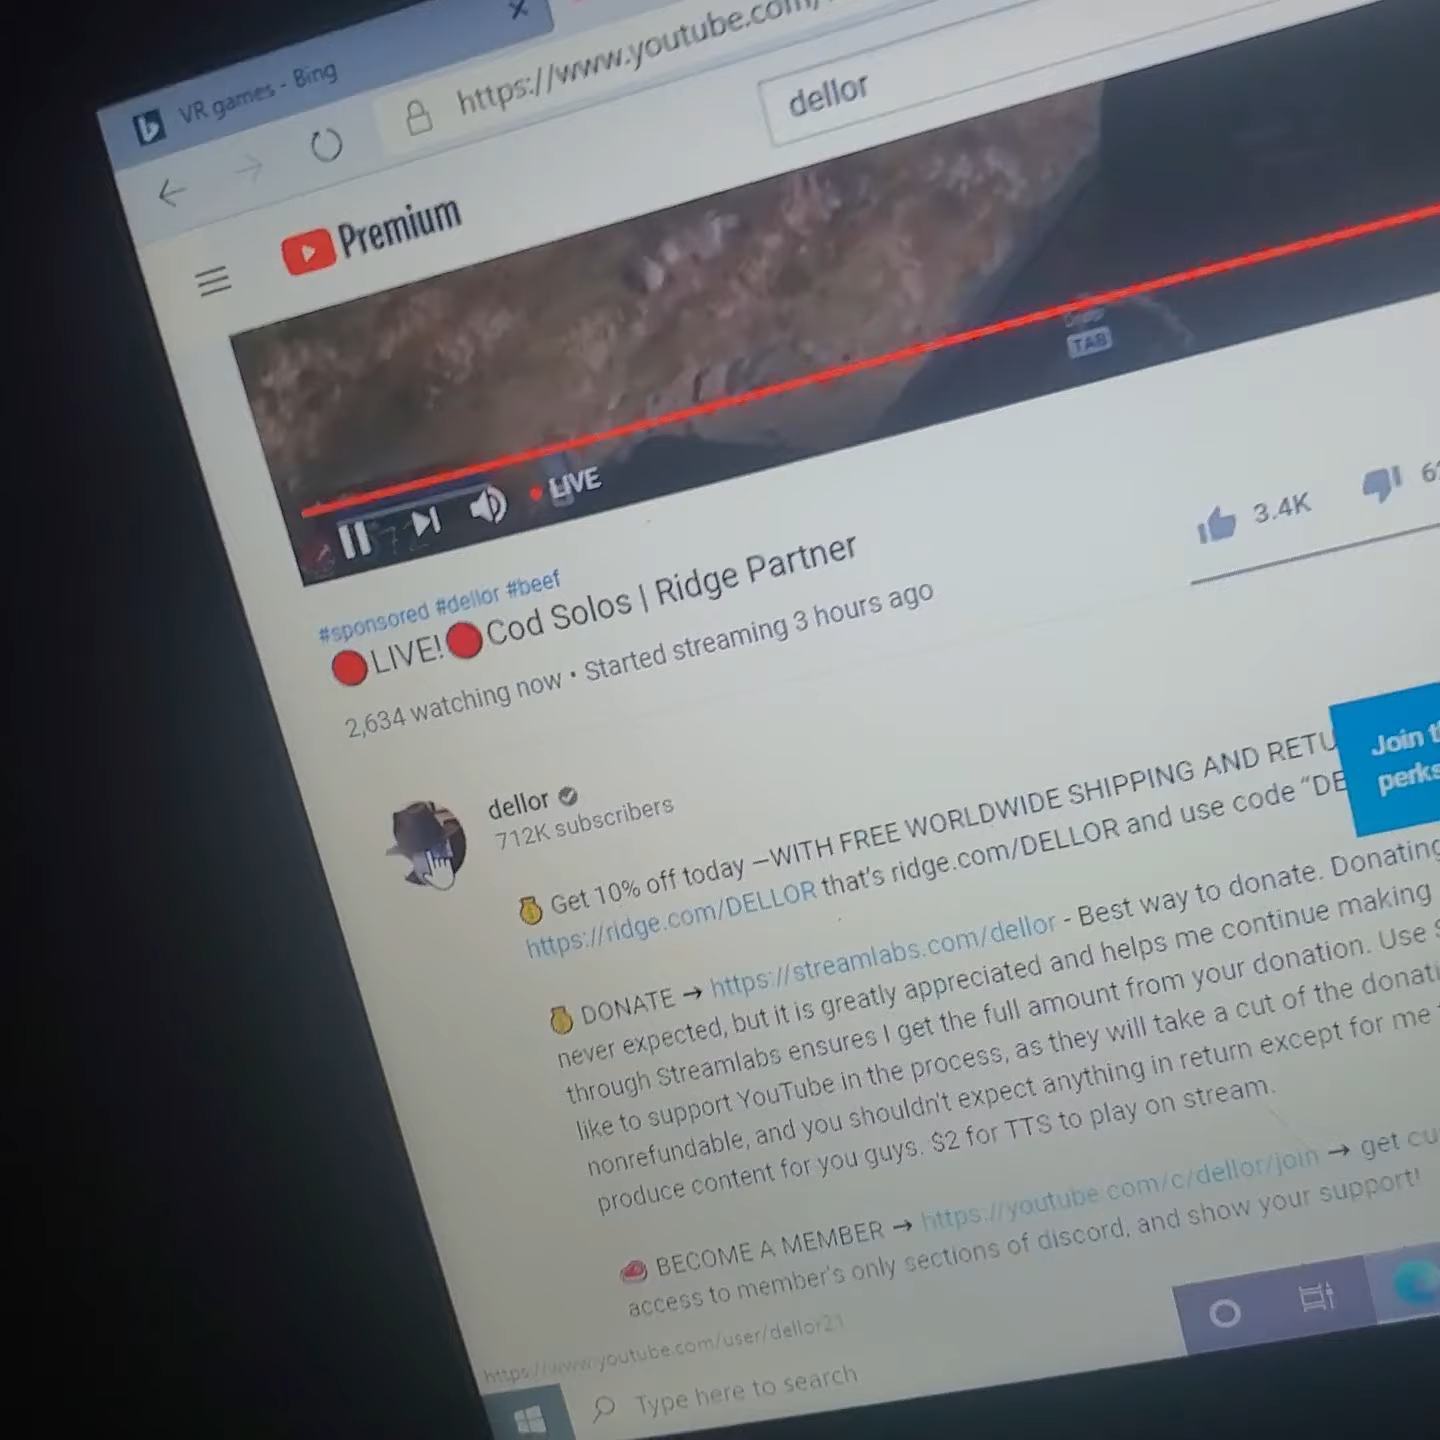 VR games - Bing
https://www.youtube.com/
Premium
dellor
TAB
LIVE
#sponsored #dellor #beef
LIVE! Cod Solos | Ridge Partner
2,634 watching now • Started streaming 3 hours ago
3.4K
dellor
712K subscribers
Join
perks
Get 10% off today —WITH FREE WORLDWIDE SHIPPING AND RETU
https://ridge.com/DELLOR that's ridge.com/DELLOR and use code “DE
DONATE → https://streamlabs.com/dellor - Best way to donate. Donating
never expected, but it is greatly appreciated and helps me continue making
through Streamlabs ensures I get the full amount from your donation. Use
like to support YouTube in the process, as they will take a cut of the donati
nonrefundable, and you shouldn't expect anything in return except for me
produce content for you guys. $2 for TTS to play on stream.
BECOME A MEMBER → https://youtube.com/c/dellor/join → get cu
access to member's only sections of discord, and show your support!
https://www.youtube.com/user/dellor21
Type here to search